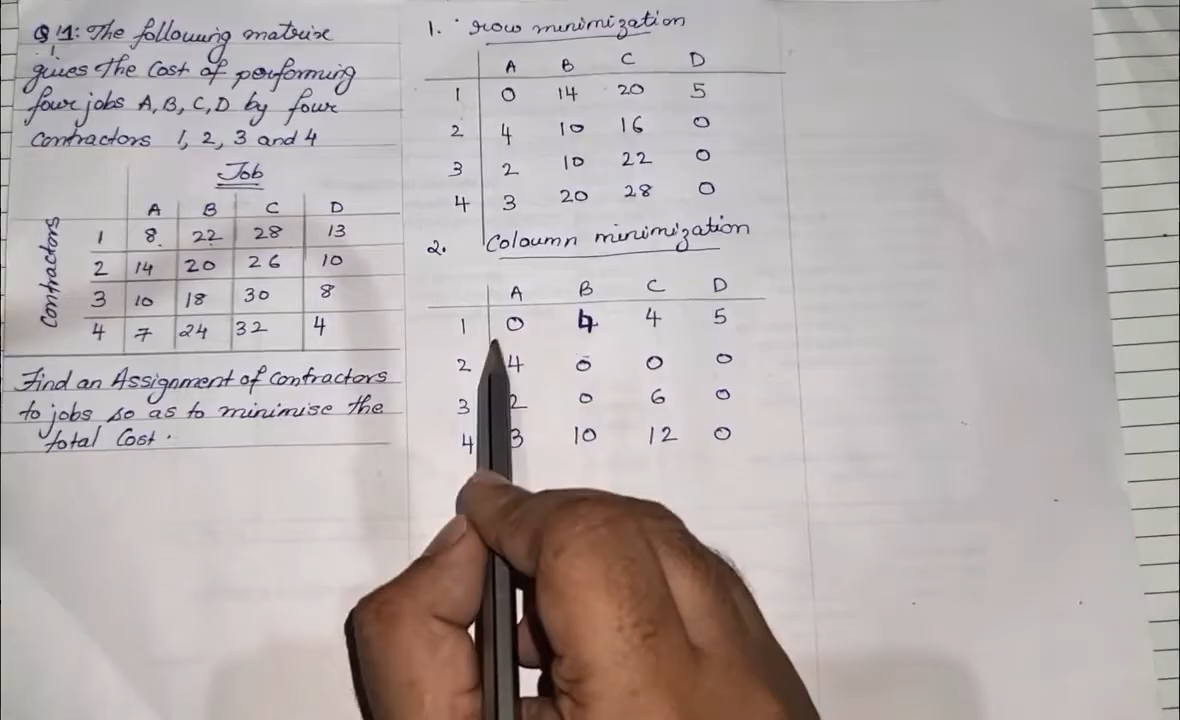 Q 1: The following matrix
gives the Cost of performing
four jobs A, B, C, D by four
Contractors 1, 2, 3 and 4
Job
Contractors
A B C D
1 8 22 28 13
2 14 20 26 10
3 10 18 30 8
4 7 24 32 4
Find an Assignment of Contractors
to jobs so as to minimise the
total Cost.
1. row minimization
A B C D
1 0 14 20 5
2 4 10 16 0
3 2 10 22 0
4 3 20 28 0
2. Coloumn minimization
A B C D
1 0 4 4 5
2 4 0 0 0
3 2 0 6 0
4 3 10 12 0